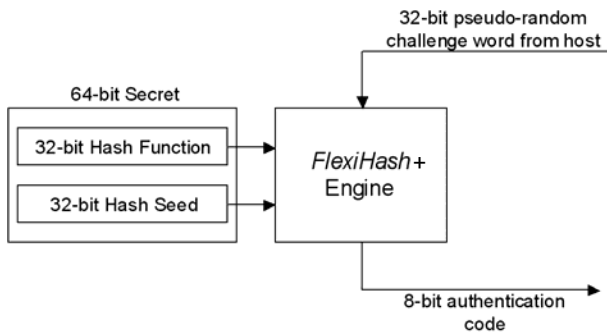 32-bit pseudo-random
challenge word from host
64-bit Secret
32-bit Hash Function
FlexiHash+
Engine
32-bit Hash Seed
8-bit authentication
code